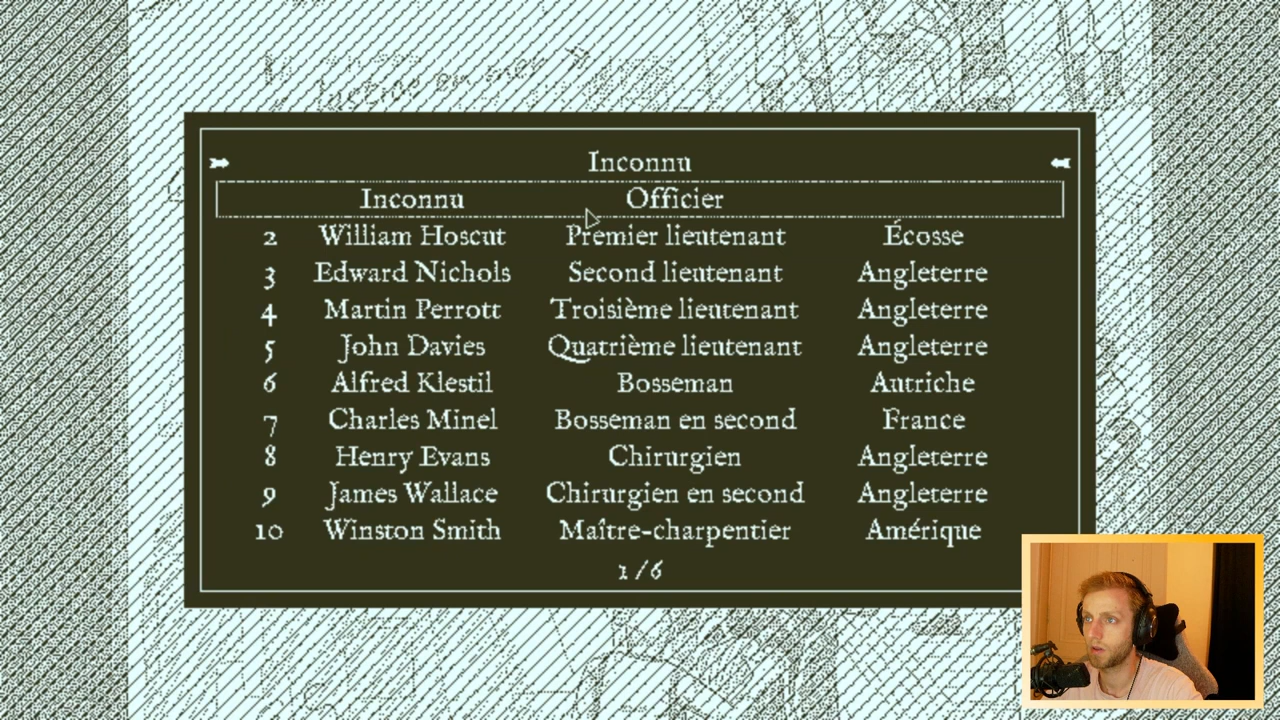 Inconnu
Inconnu Officier
2 William Hoscut Premier lieutenant Écosse
3 Edward Nichols Second lieutenant Angleterre
4 Martin Perrott Troisième lieutenant Angleterre
5 John Davies Quatrième lieutenant Angleterre
6 Alfred Klestil Bosseman Autriche
7 Charles Minel Bosseman en second France
8 Henry Evans Chirurgien Angleterre
9 James Wallace Chirurgien en second Angleterre
10 Winston Smith Maître-charpentier Amérique
1/6